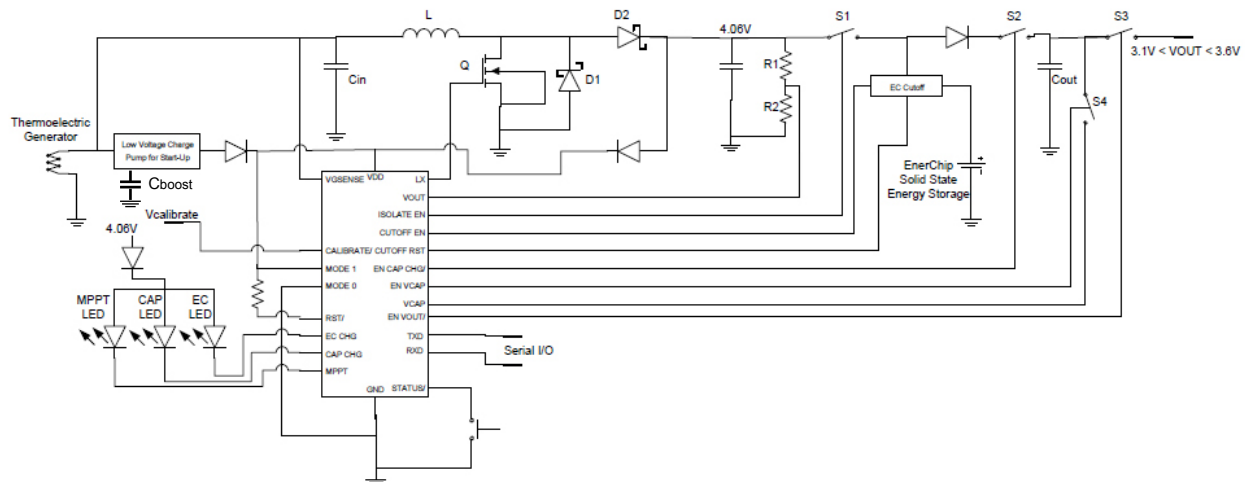 L
D2
S1
S2
S3
4.06V
3.1V < VOUT < 3.6V
Cin
Q
D1
R1
R2
EC Cutoff
Cout
S4
Thermoelectric
Generator
Low Voltage Charge
Pump for Start-Up
Cboost
EnerChip
Solid State
Energy Storage
Vcalibrate
4.06V
VGSENSE
VDD
LX
VOUT
ISOLATE EN
CUTOFF EN
CALIBRATE/
CUTOFF RST
MODE 1
EN CAP CHG/
MODE 0
EN VCAP
VCAP
RST/
EN VOUT/
EC CHG
TXD
CAP CHG
RXD
MPPT
GND
STATUS/
Serial I/O
MPPT
LED
CAP
LED
EC
LED